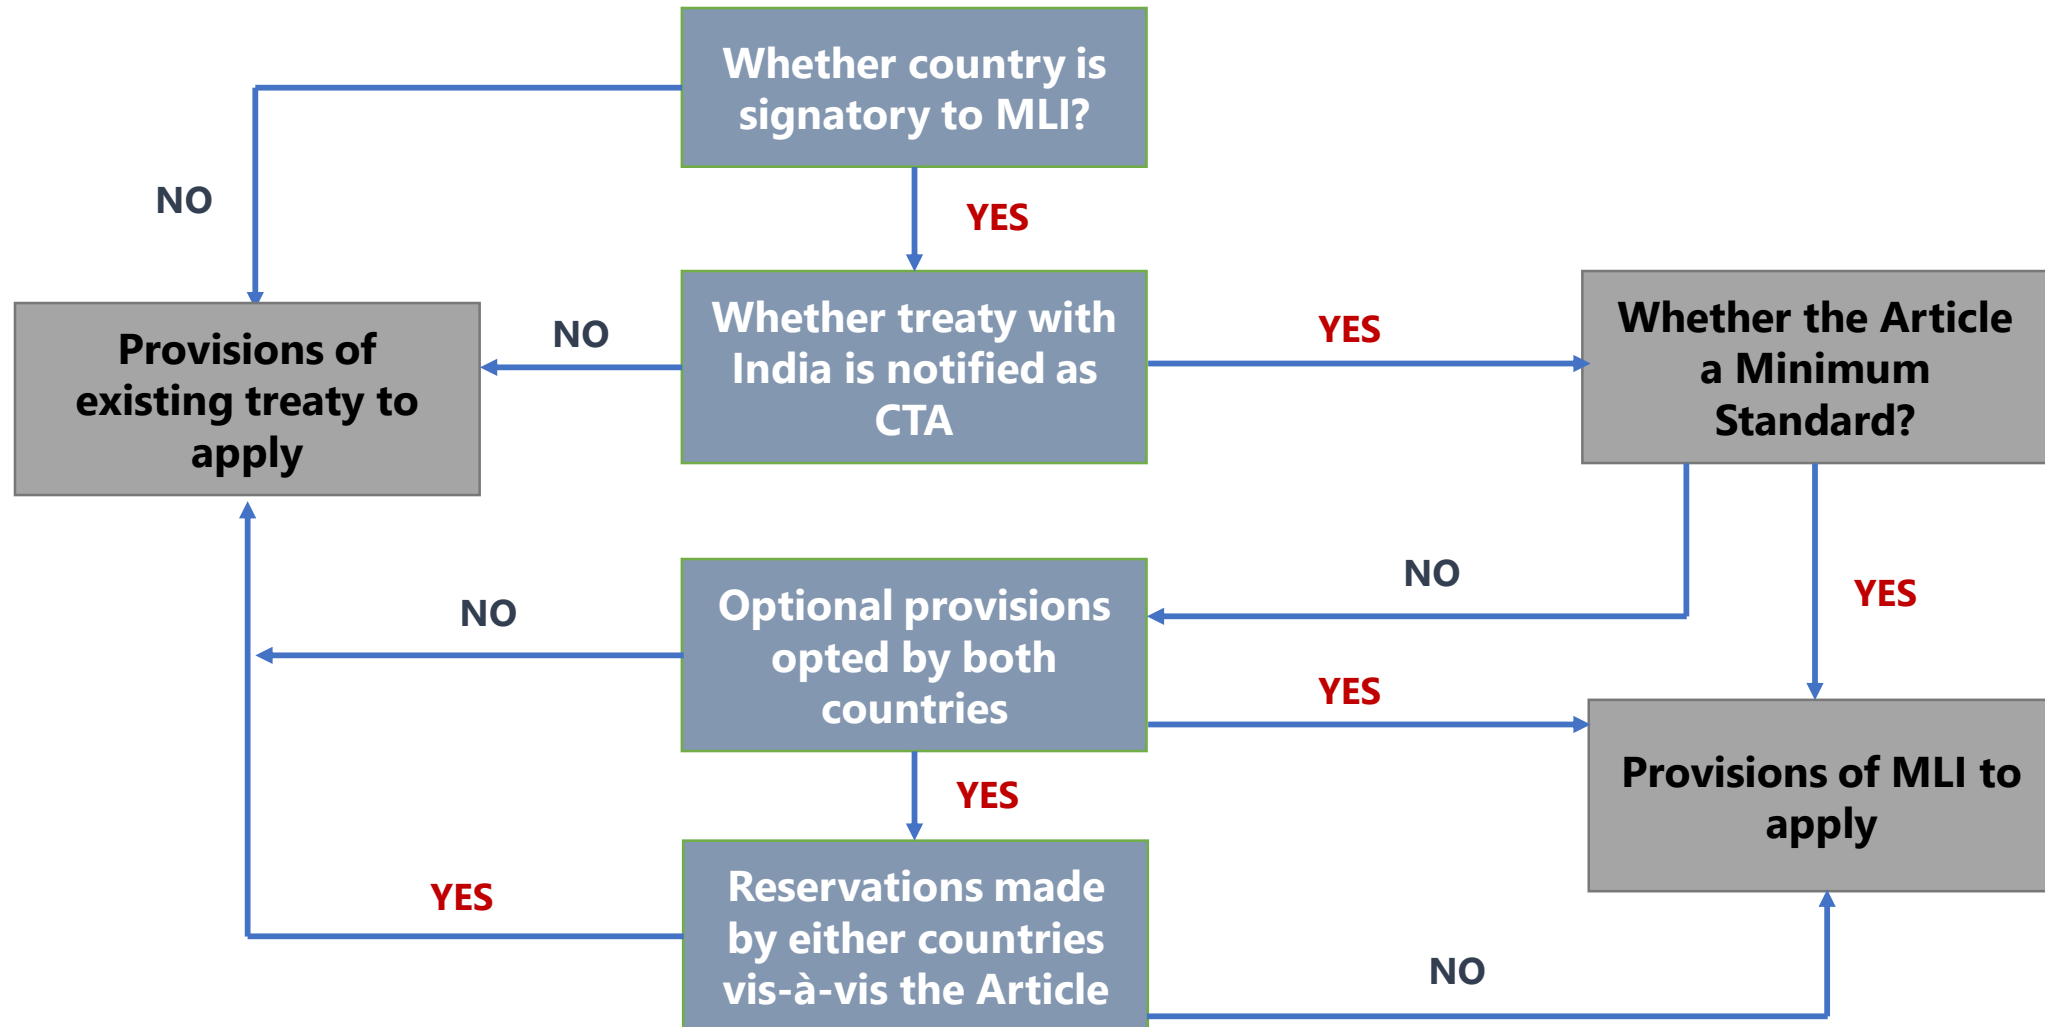 Whether country is
signatory to MLI?
NO
YES
Provisions of
existing treaty to
apply
NO
Whether treaty with
India is notified as
CTA
YES
Whether the Article
a Minimum
Standard?
NO
YES
NO
Optional provisions
opted by both
countries
YES
Provisions of MLI to
apply
YES
YES
Reservations made
by either countries
vis-à-vis the Article
NO